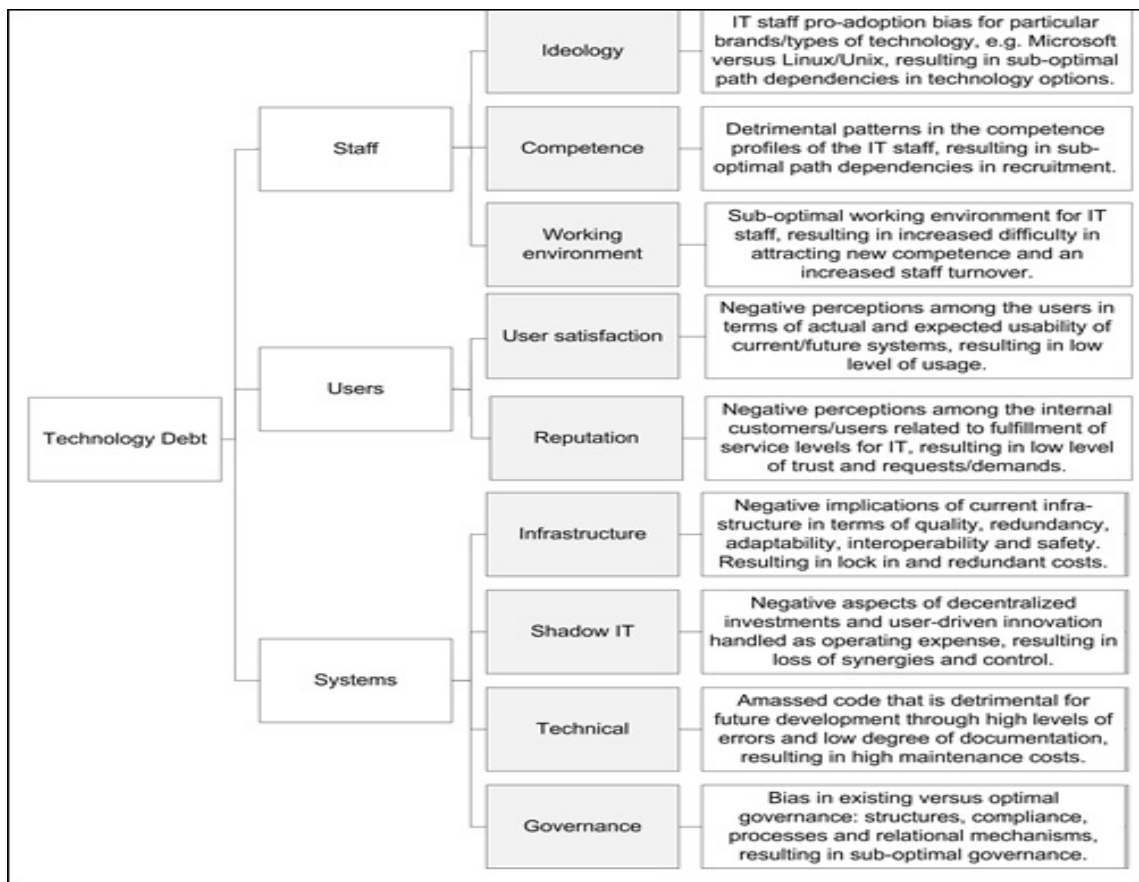 Technology Debt
Staff
Ideology
IT staff pro-adoption bias for particular
brands/types of technology, e.g. Microsoft
versus Linux/Unix, resulting in sub-optimal
path dependencies in technology options.
Competence
Detrimental patterns in the competence
profiles of the IT staff, resulting in sub-
optimal path dependencies in recruitment.
Working
environment
Sub-optimal working environment for IT
staff, resulting in increased difficulty in
attracting new competence and an
increased staff turnover.
Users
User satisfaction
Negative perceptions among the users in
terms of actual and expected usability of
current/future systems, resulting in low
level of usage.
Reputation
Negative perceptions among the internal
customers/users related to fulfillment of
service levels for IT, resulting in low level
of trust and requests/demands.
Systems
Infrastructure
Negative implications of current infra-
structure in terms of quality, redundancy,
adaptability, interoperability and safety.
Resulting in lock in and redundant costs.
Shadow IT
Negative aspects of decentralized
investments and user-driven innovation
handled as operating expense, resulting in
loss of synergies and control.
Technical
Amassed code that is detrimental for
future development through high levels of
errors and low degree of documentation,
resulting in high maintenance costs.
Governance
Bias in existing versus optimal
governance: structures, compliance,
processes and relational mechanisms,
resulting in sub-optimal governance.